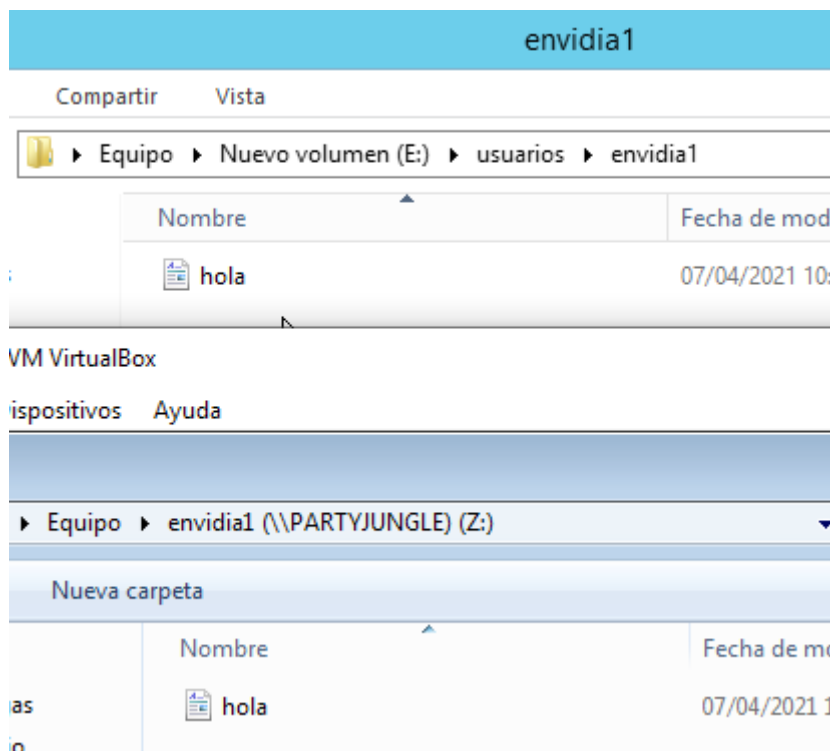 envidia1
Compartir Vista
Equipo Nuevo volumen (E:) usuarios envidia1
Nombre Fecha de mod
hola 07/04/2021 10:
VM VirtualBox
ispositivos Ayuda
Equipo envidia1 (\\PARTYJUNGLE) (Z:)
Nueva carpeta
Nombre Fecha de mo
as hola 07/04/2021 1